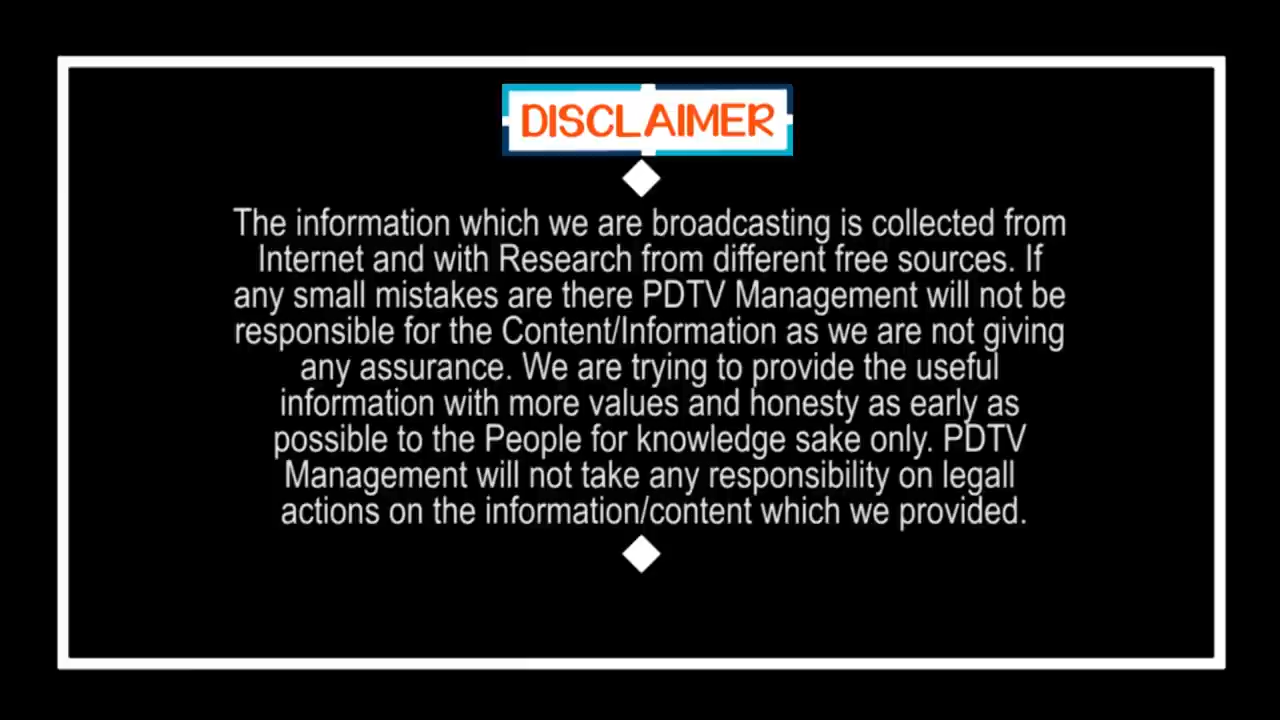 DISCLAIMER
The information which we are broadcasting is collected from
Internet and with Research from different free sources. If
any small mistakes are there PDTV Management will not be
responsible for the Content/Information as we are not giving
any assurance. We are trying to provide the useful
information with more values and honesty as early as
possible to the People for knowledge sake only. PDTV
Management will not take any responsibility on legall
actions on the information/content which we provided.